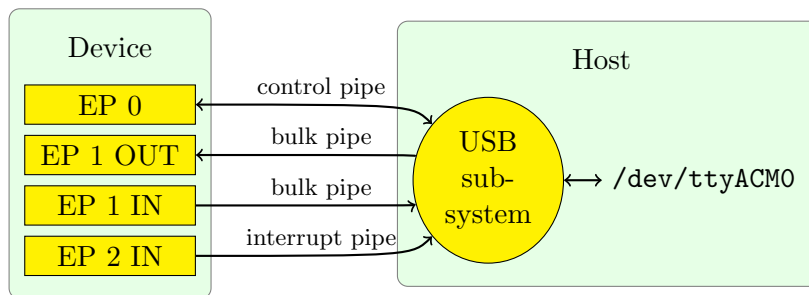 Device
Host
EP 0
control pipe
EP 1 OUT
bulk pipe
EP 1 IN
bulk pipe
EP 2 IN
interrupt pipe
USB
sub-
system
/dev/ttyACM0